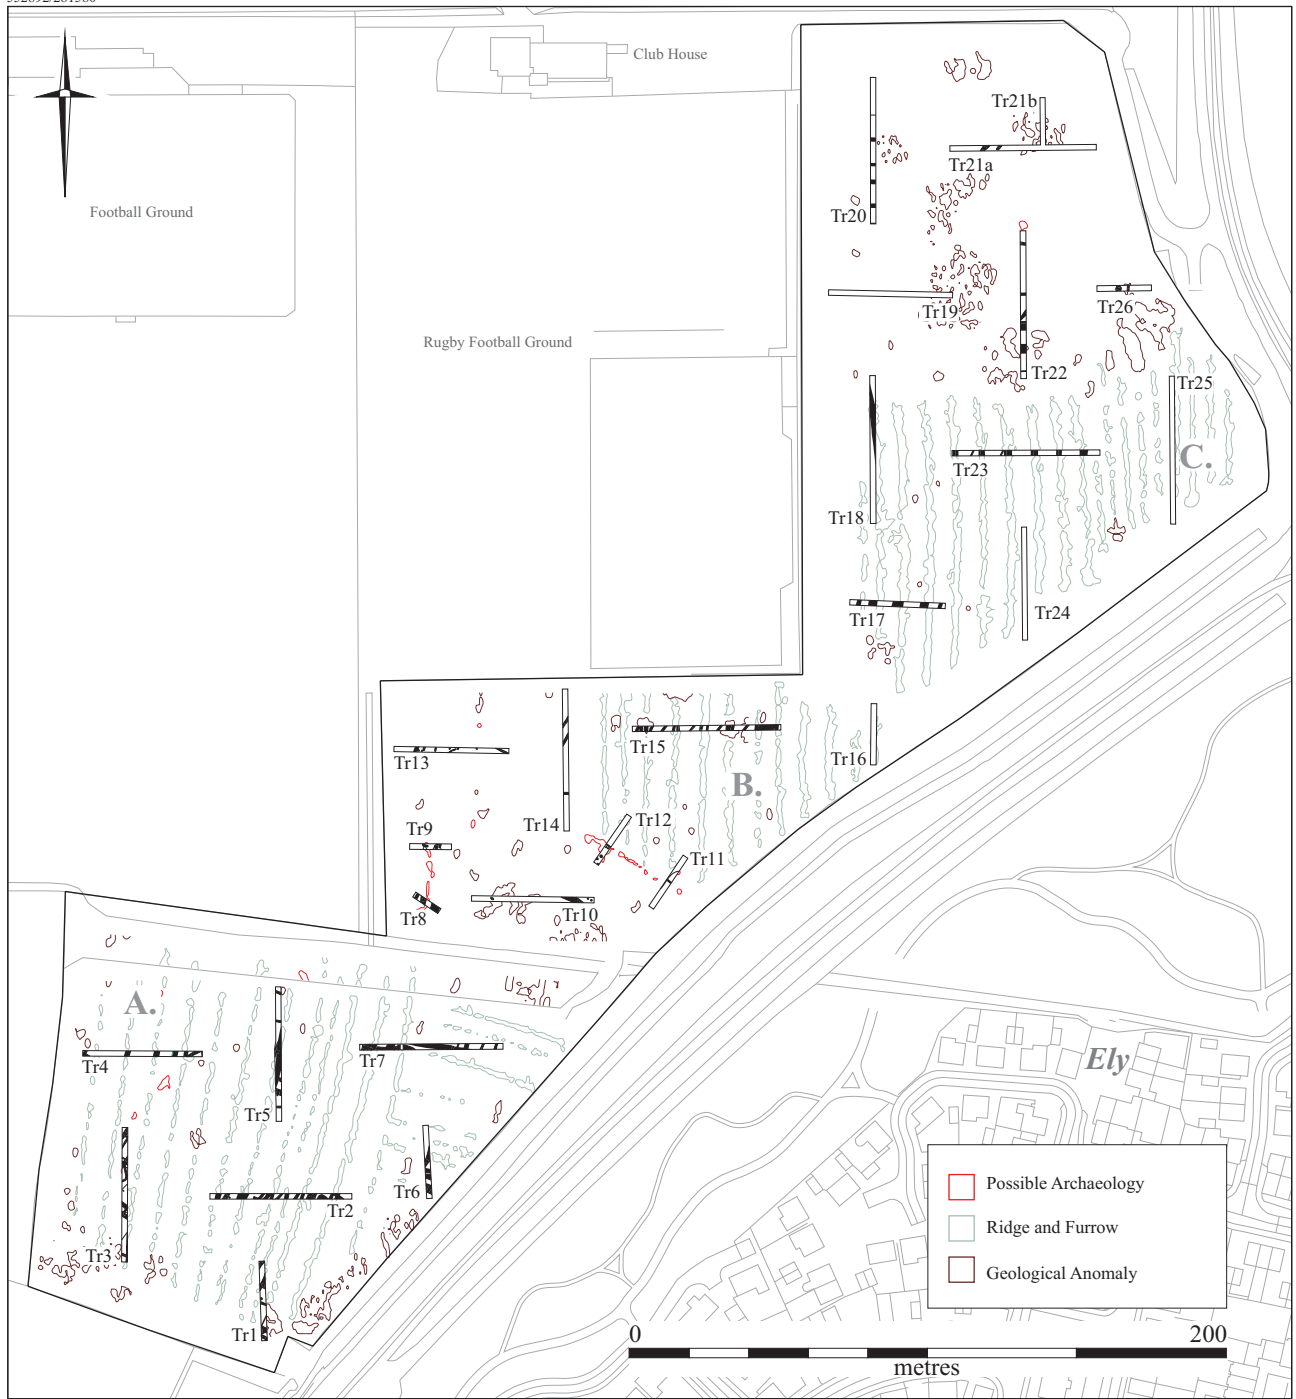 Club House
Tr21b
Tr21a
Football Ground
Tr20
Tr19
Tr26
Rugby Football Ground
Tr22
Tr25
C.
Tr23
Tr18
Tr17
Tr24
Tr15
Tr16
Tr13
B.
Tr14
Tr12
Tr9
Tr11
Tr8
Tr10
A.
Tr4
Tr7
Ely
Tr5
Tr6
Tr2
Tr3
Tr1
Possible Archaeology
Ridge and Furrow
Geological Anomaly
0 200
metres